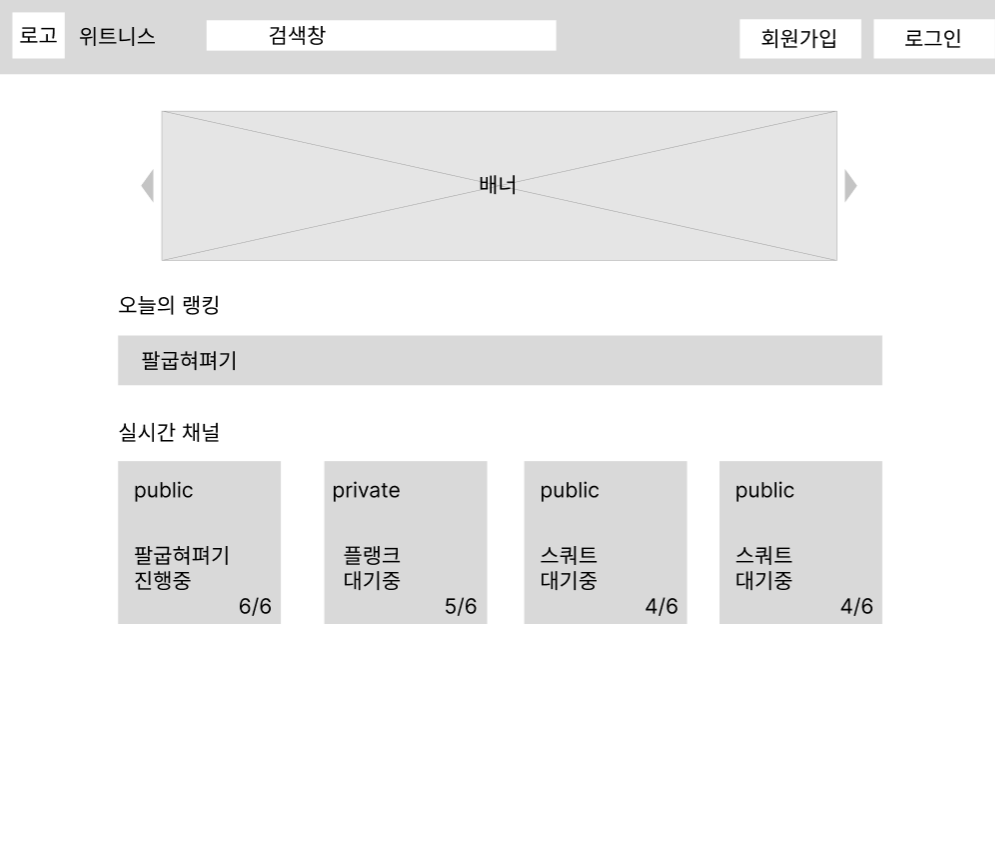 로고 위트니스 검색창 회원가입 로그인
배너
오늘의 랭킹
팔굽혀펴기
실시간 채널
public
팔굽혀펴기
진행중
6/6
private
플랭크
대기중
5/6
public
스쿼트
대기중
4/6
public
스쿼트
대기중
4/6